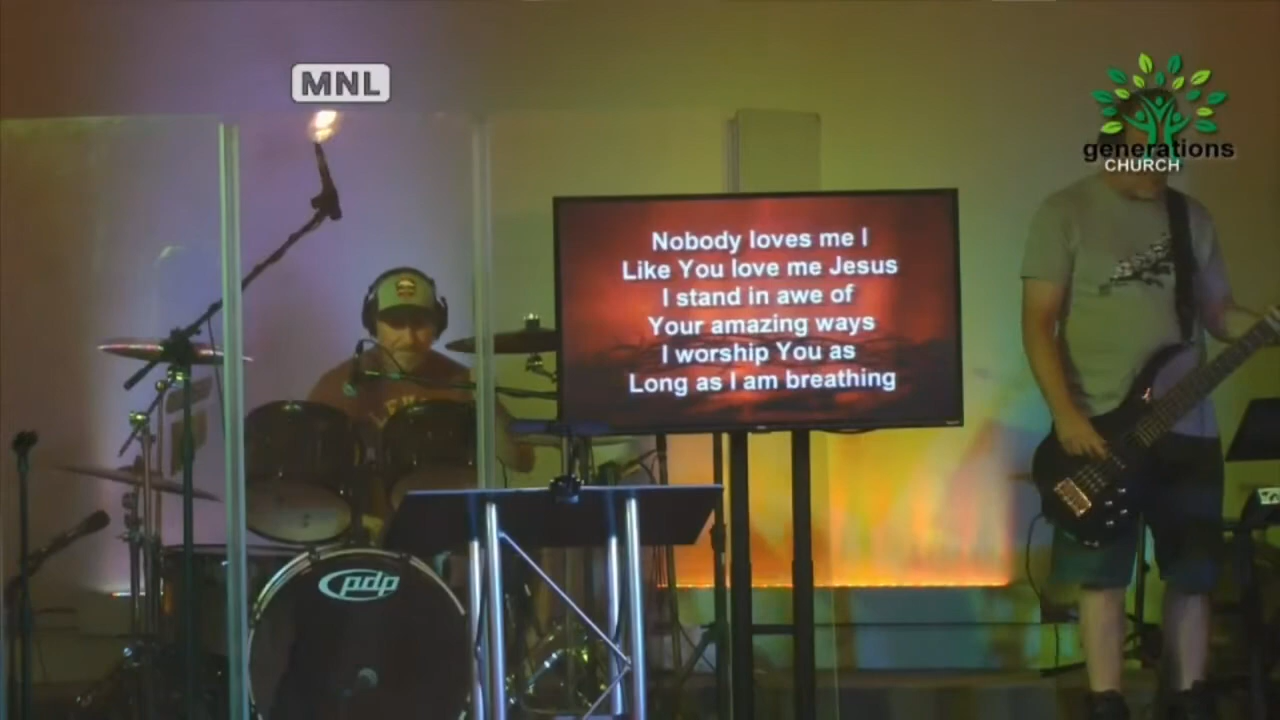 MNL
generations
CHURCH
Nobody loves me I
Like You love me Jesus
I stand in awe of
Your amazing ways
I worship You as
Long as I am breathing
pdp